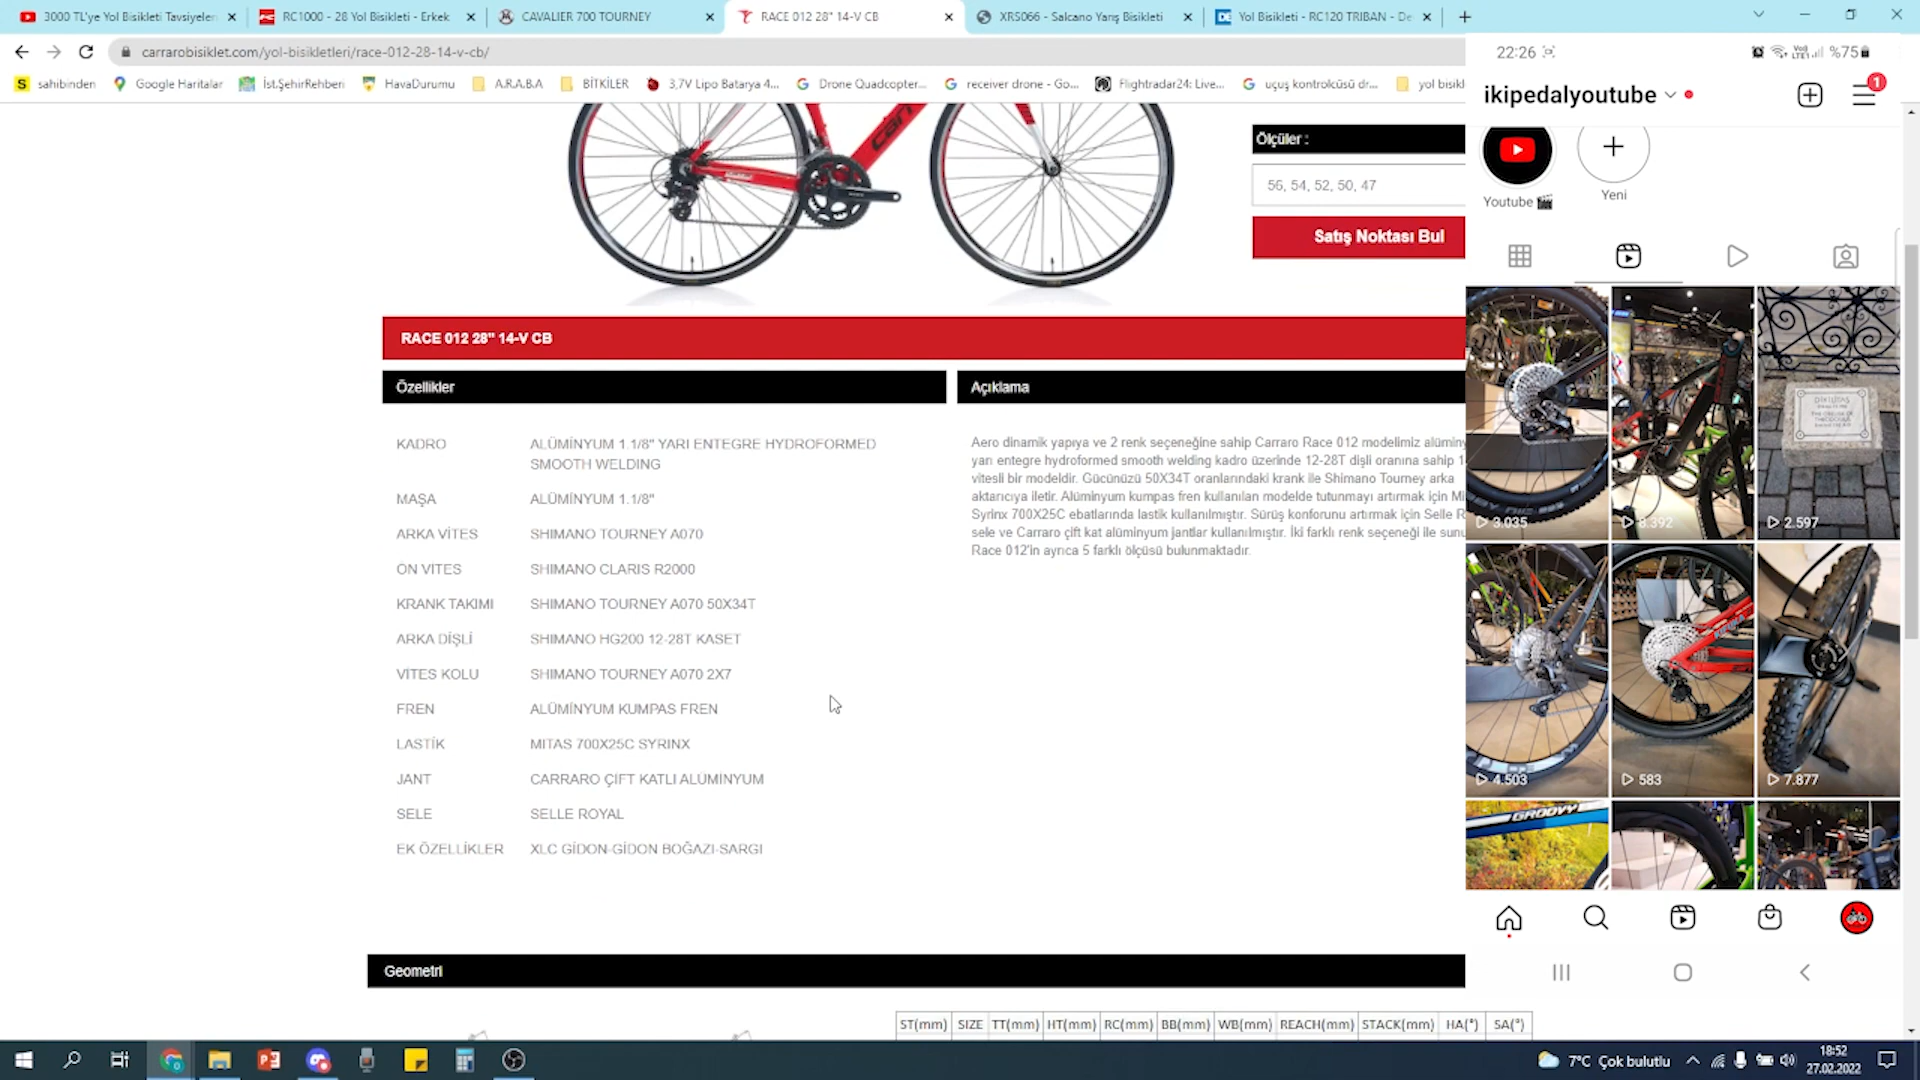 3000 TL'ye Yol Bisikleti Tavsiyeler
RC1000 - 28 Yol Bisikleti - Erkek
CAVALIER 700 TOURNEY
RACE 012 28" 14-V CB
XRS066 - Salcano Yarış Bisikleti
Yol Bisikleti - RC120 TRIBAN - De
carrarobisiklet.com/yol-bisikletleri/race-012-28-14-v-cb/
sahibinden
Google Haritalar
İst.ŞehirRehberi
HavaDurumu
A.R.A.B.A
BİTKİLER
3,7V Lipo Batarya 4...
Drone Quadcopter...
receiver drone - Go...
Flightradar24: Live...
uçuş kontrolcüsü dr...
yol bisikl
Ölçüler :
56, 54, 52, 50, 47
Satış Noktası Bul
RACE 012 28" 14-V CB
Özellikler
KADRO ALÜMİNYUM 1.1/8" YARI ENTEGRE HYDROFORMED
SMOOTH WELDING
MAŞA ALÜMİNYUM 1.1/8"
ARKA VİTES SHIMANO TOURNEY A070
ÖN VİTES SHIMANO CLARIS R2000
KRANK TAKIMI SHIMANO TOURNEY A070 50X34T
ARKA DİŞLİ SHIMANO HG200 12-28T KASET
VİTES KOLU SHIMANO TOURNEY A070 2X7
FREN ALÜMİNYUM KUMPAS FREN
LASTİK MITAS 700X25C SYRINX
JANT CARRARO ÇİFT KATLI ALÜMİNYUM
SELE SELLE ROYAL
EK ÖZELLİKLER XLC GİDON-GİDON BOĞAZI-SARGI
Açıklama
Aero dinamik yapıya ve 2 renk seçeneğine sahip Carraro Race 012 modelimiz alüminy
yarı entegre hydroformed smooth welding kadro üzerinde 12-28T dişli oranına sahip 1
vitesli bir modeldir. Gücünüzü 50X34T oranlarındaki krank ile Shimano Tourney arka
aktarıcıya iletir. Alüminyum kumpas fren kullanılan modelde tutunmayı artırmak için Mi
Syrinx 700X25C ebatlarında lastik kullanılmıştır. Sürüş konforunu artırmak için Selle R
sele ve Carraro çift kat alüminyum jantlar kullanılmıştır. İki farklı renk seçeneği ile sunu
Race 012'in ayrıca 5 farklı ölçüsü bulunmaktadır.
Geometri
ST(mm) SIZE TT(mm) HT(mm) RC(mm) BB(mm) WB(mm) REACH(mm) STACK(mm) HA(°) SA(°)
22:26
%75
ikipedalyoutube
1
Youtube
Yeni
3.035
8.392
2.597
4.503
583
7.877
GROOVY
7°C Çok bulutlu
18:52
27.02.2022